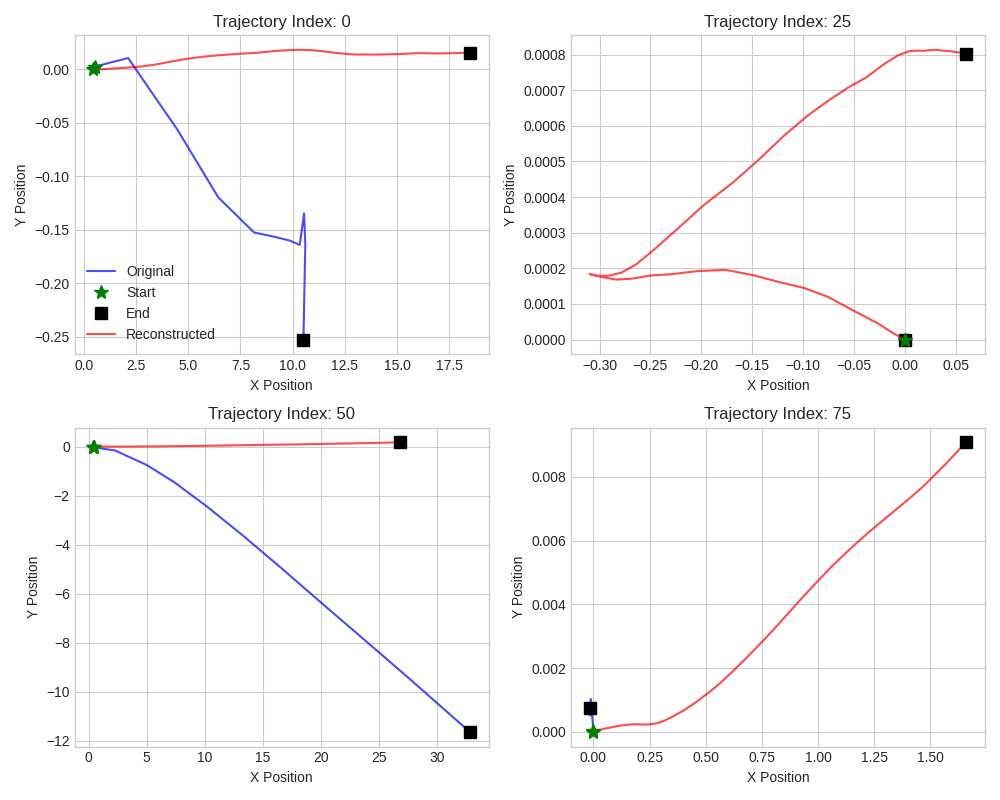 Trajectory Index: 0
Y Position
0.00
−0.05
−0.10
−0.15
−0.20
−0.25
Original
Start
End
Reconstructed
0.0 2.5 5.0 7.5 10.0 12.5 15.0 17.5
X Position
Trajectory Index: 25
Y Position
0.0008
0.0007
0.0006
0.0005
0.0004
0.0003
0.0002
0.0001
0.0000
−0.30 −0.25 −0.20 −0.15 −0.10 −0.05 0.00 0.05
X Position
Trajectory Index: 50
Y Position
0
−2
−4
−6
−8
−10
−12
0 5 10 15 20 25 30
X Position
Trajectory Index: 75
Y Position
0.008
0.006
0.004
0.002
0.000
0.00 0.25 0.50 0.75 1.00 1.25 1.50
X Position